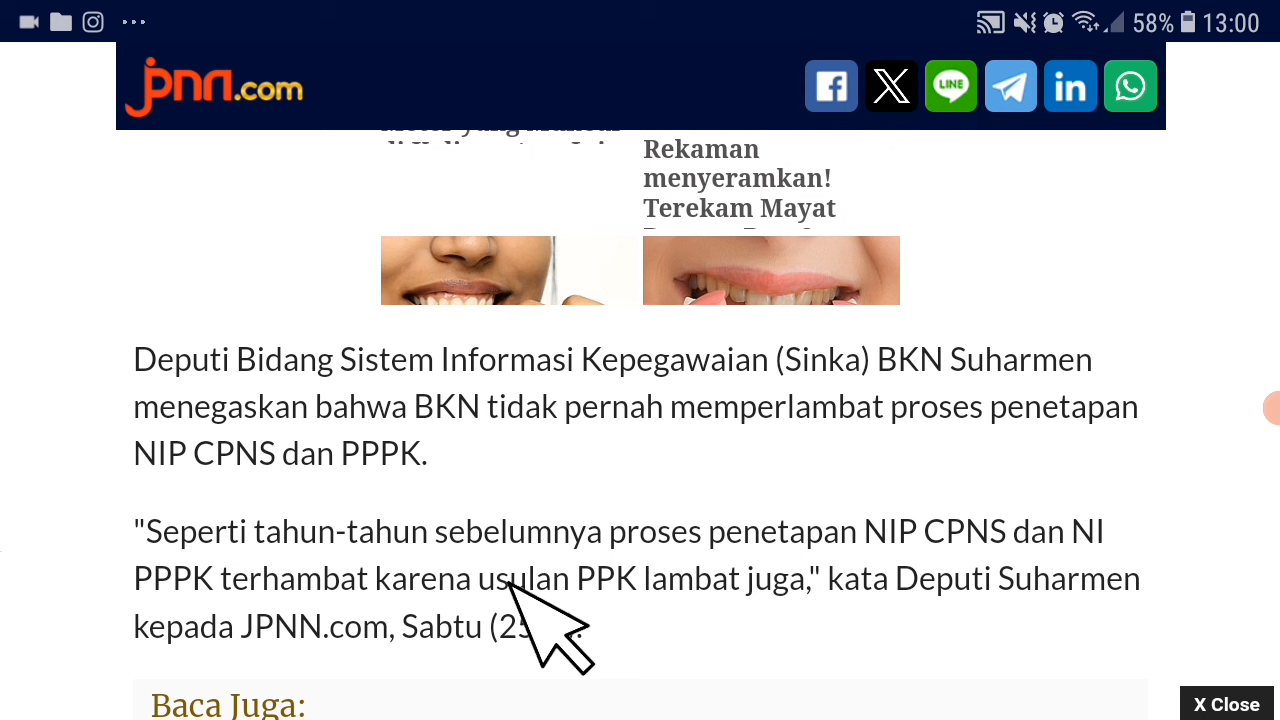 58% 13:00
jpnn.com
LINE
Rekaman
menyeramkan!
Terekam Mayat
Deputi Bidang Sistem Informasi Kepegawaian (Sinka) BKN Suharmen
menegaskan bahwa BKN tidak pernah memperlambat proses penetapan
NIP CPNS dan PPPK.
"Seperti tahun-tahun sebelumnya proses penetapan NIP CPNS dan NI
PPPK terhambat karena usulan PPK lambat juga," kata Deputi Suharmen
kepada JPNN.com, Sabtu (25
Baca Juga:
X Close